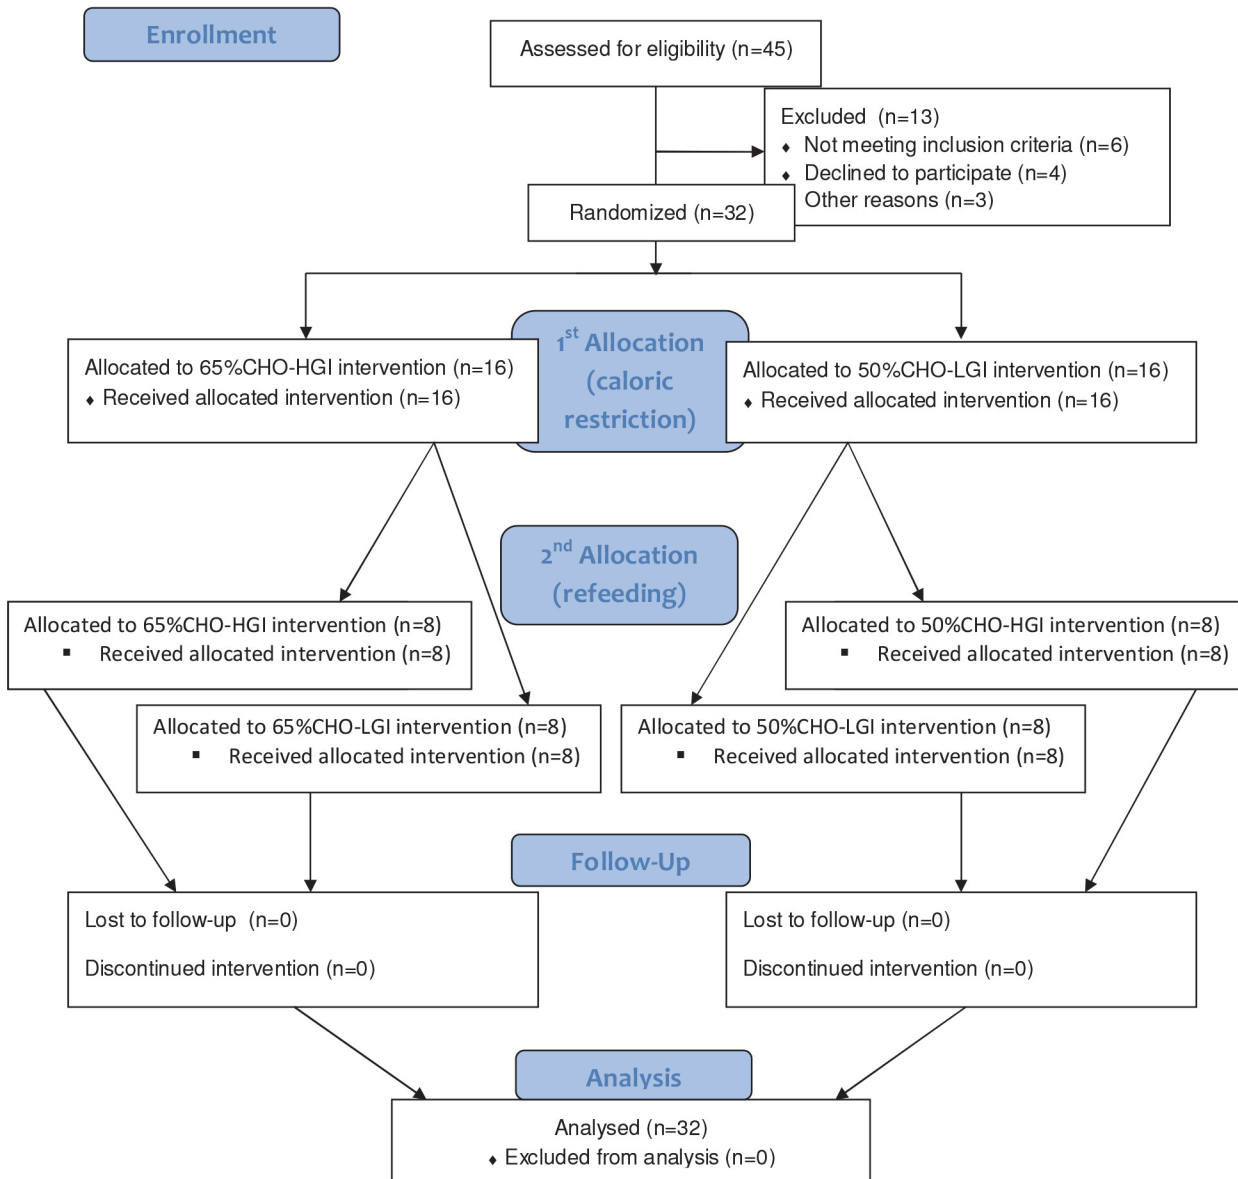 Enrollment
Assessed for eligibility (n=45)
Excluded (n=13)
♦ Not meeting inclusion criteria (n=6)
♦ Declined to participate (n=4)
Other reasons (n=3)
Randomized (n=32)
1st Allocation
(caloric
restriction)
Allocated to 65%CHO-HGI intervention (n=16)
♦ Received allocated intervention (n=16)
Allocated to 50%CHO-LGI intervention (n=16)
♦ Received allocated intervention (n=16)
2nd Allocation
(refeeding)
Allocated to 65%CHO-HGI intervention (n=8)
▪ Received allocated intervention (n=8)
Allocated to 50%CHO-HGI intervention (n=8)
▪ Received allocated intervention (n=8)
Allocated to 65%CHO-LGI intervention (n=8)
▪ Received allocated intervention (n=8)
Allocated to 50%CHO-LGI intervention (n=8)
▪ Received allocated intervention (n=8)
Follow-Up
Lost to follow-up (n=0)
Discontinued intervention (n=0)
Lost to follow-up (n=0)
Discontinued intervention (n=0)
Analysis
Analysed (n=32)
♦ Excluded from analysis (n=0)